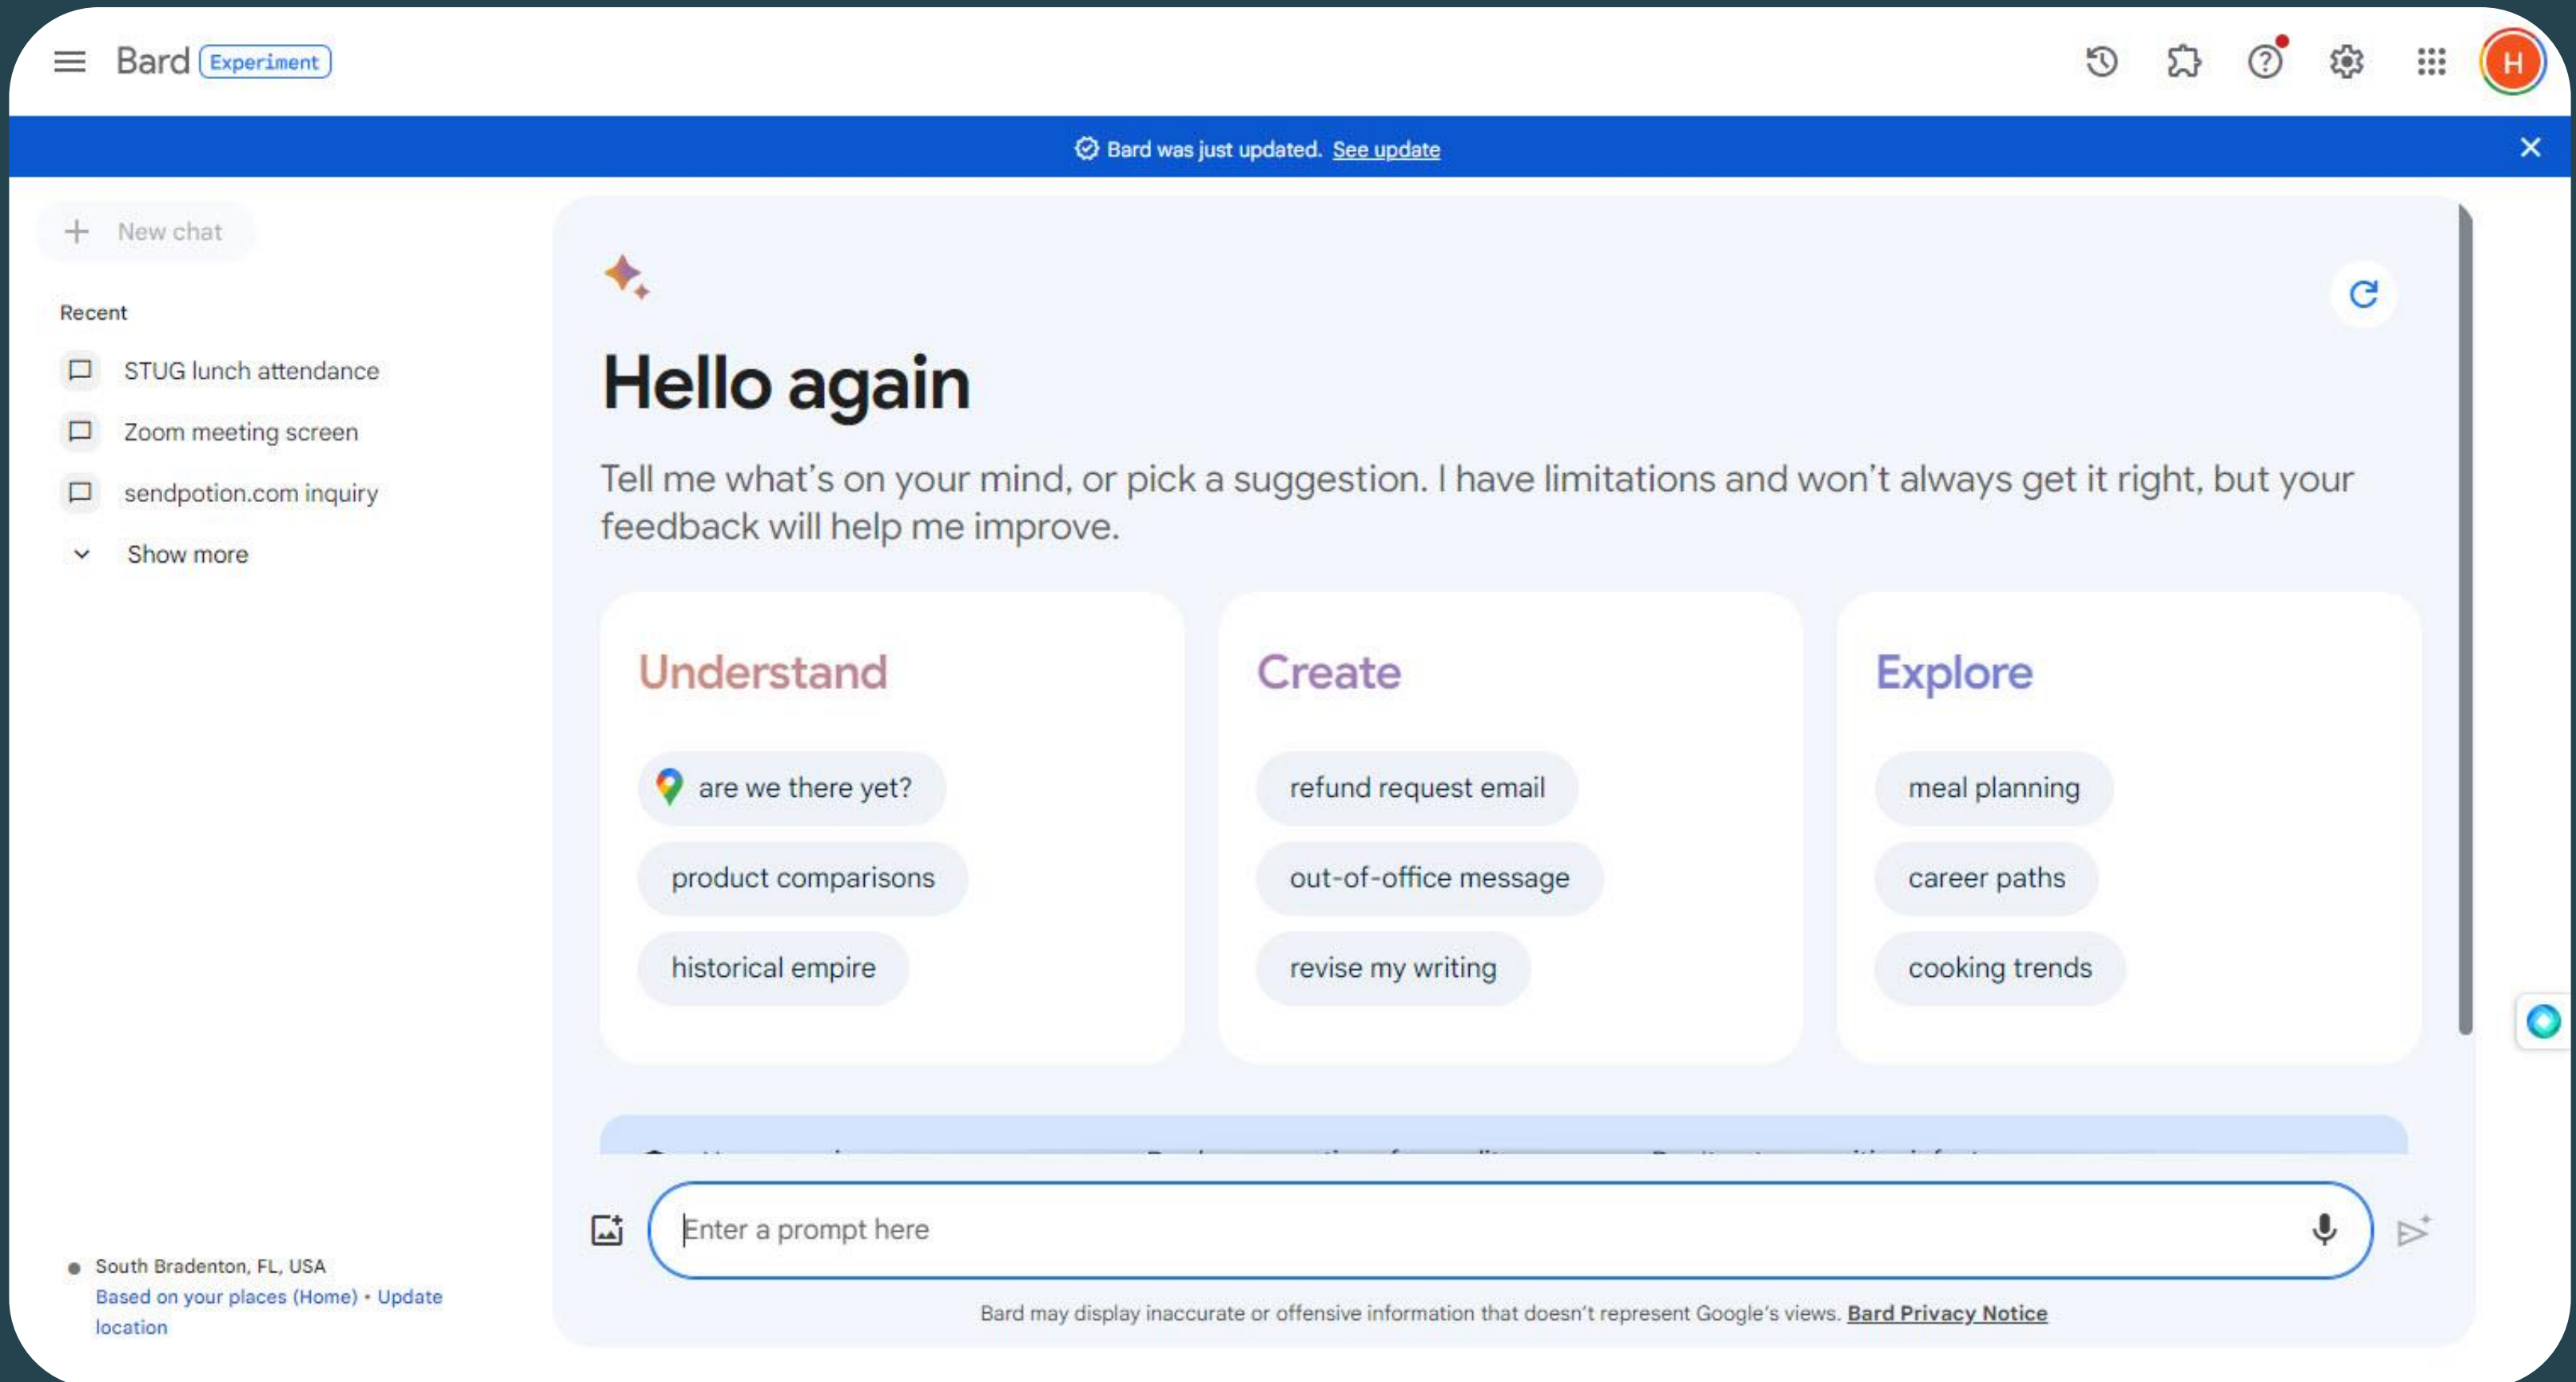 Bard Experiment
H
Bard was just updated. See update
New chat
Recent
STUG lunch attendance
Zoom meeting screen
sendpotion.com inquiry
Show more
Hello again
Tell me what's on your mind, or pick a suggestion. I have limitations and won't always get it right, but your
feedback will help me improve.
Understand
are we there yet?
product comparisons
historical empire
Create
refund request email
out-of-office message
revise my writing
Explore
meal planning
career paths
cooking trends
Enter a prompt here
South Bradenton, FL, USA
Based on your places (Home) • Update
location
Bard may display inaccurate or offensive information that doesn't represent Google's views. Bard Privacy Notice